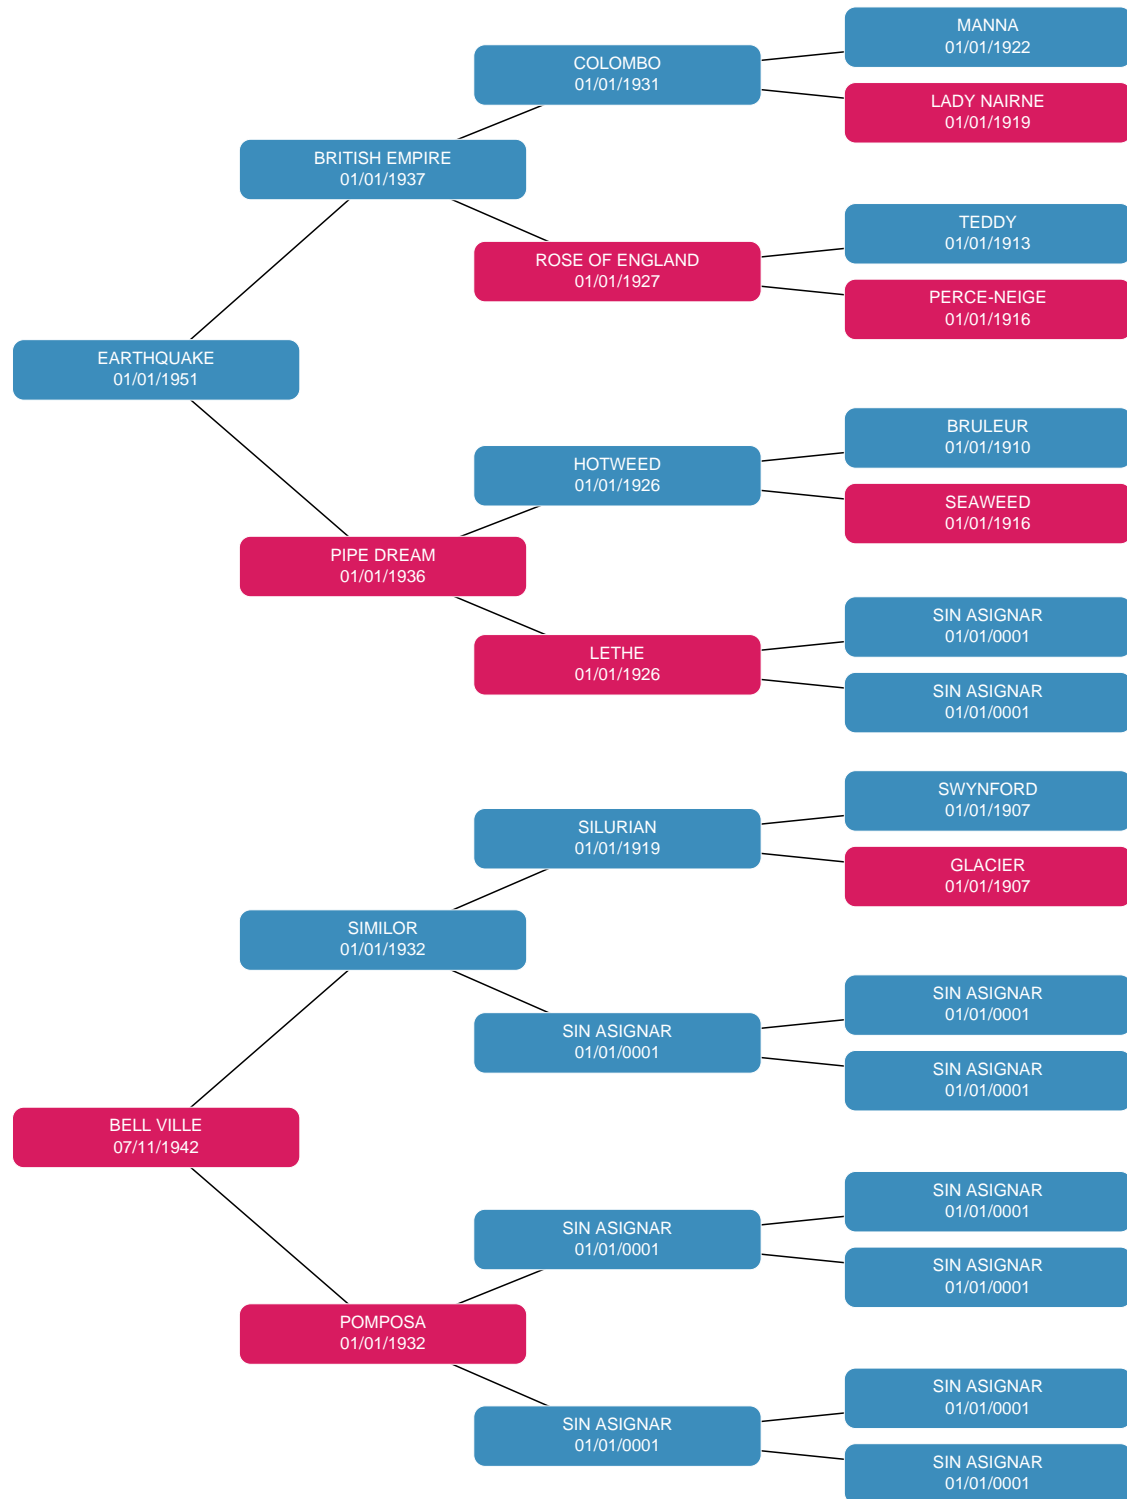 MANNA
01/01/1922
COLOMBO
01/01/1931
LADY NAIRNE
01/01/1919
BRITISH EMPIRE
01/01/1937
TEDDY
01/01/1913
ROSE OF ENGLAND
01/01/1927
PERCE-NEIGE
01/01/1916
EARTHQUAKE
01/01/1951
BRULEUR
01/01/1910
HOTWEED
01/01/1926
SEAWEED
01/01/1916
PIPE DREAM
01/01/1936
SIN ASIGNAR
01/01/0001
LETHE
01/01/1926
SIN ASIGNAR
01/01/0001
SWYNFORD
01/01/1907
SILURIAN
01/01/1919
GLACIER
01/01/1907
SIMILOR
01/01/1932
SIN ASIGNAR
01/01/0001
SIN ASIGNAR
01/01/0001
SIN ASIGNAR
01/01/0001
BELL VILLE
07/11/1942
SIN ASIGNAR
01/01/0001
SIN ASIGNAR
01/01/0001
SIN ASIGNAR
01/01/0001
POMPOSA
01/01/1932
SIN ASIGNAR
01/01/0001
SIN ASIGNAR
01/01/0001
SIN ASIGNAR
01/01/0001